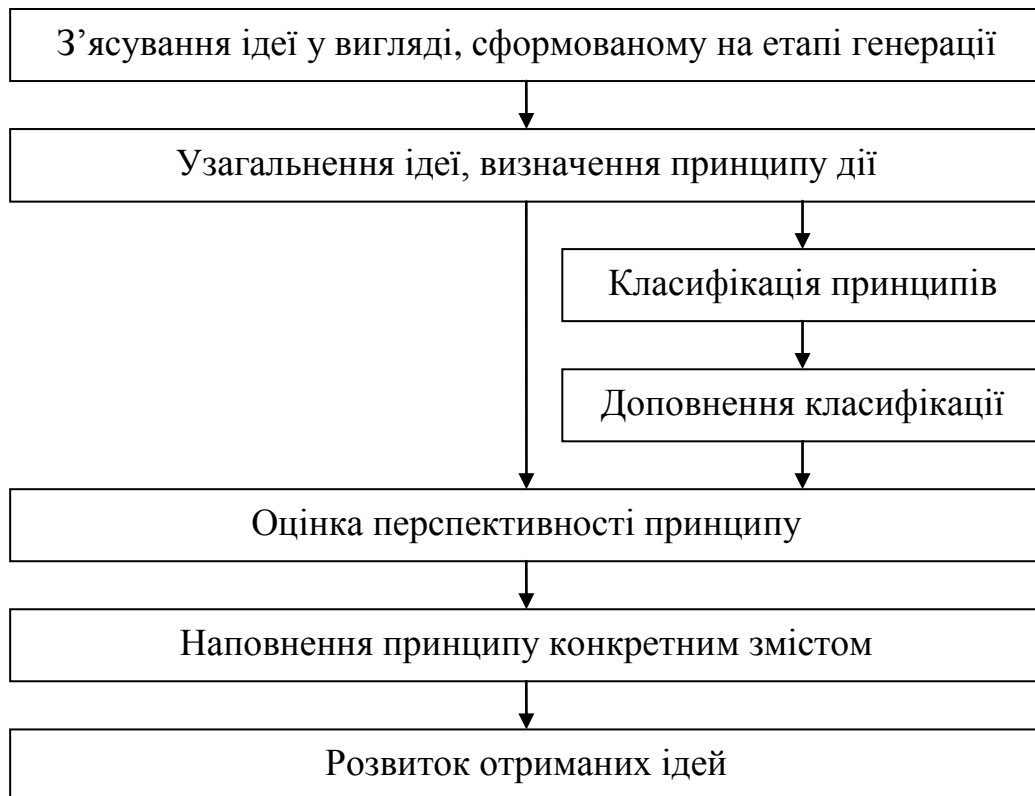 З’ясування ідеї у вигляді, сформованому на етапі генерації
Узагальнення ідеї, визначення принципу дії
Класифікація принципів
Доповнення класифікації
Оцінка перспективності принципу
Наповнення принципу конкретним змістом
Розвиток отриманих ідей